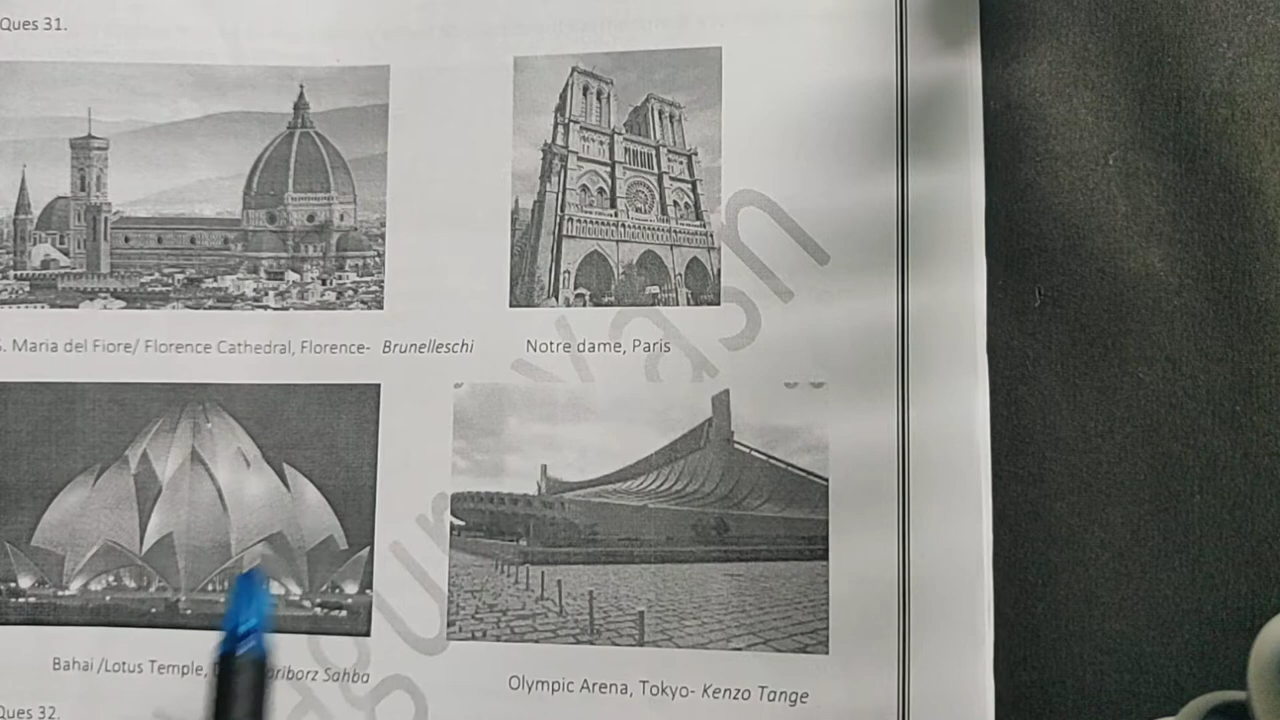 Ques 31.
S. Maria del Fiore/ Florence Cathedral, Florence- Brunelleschi
Notre dame, Paris
Bahai /Lotus Temple, Sahba
Olympic Arena, Tokyo- Kenzo Tange
Ques 32.